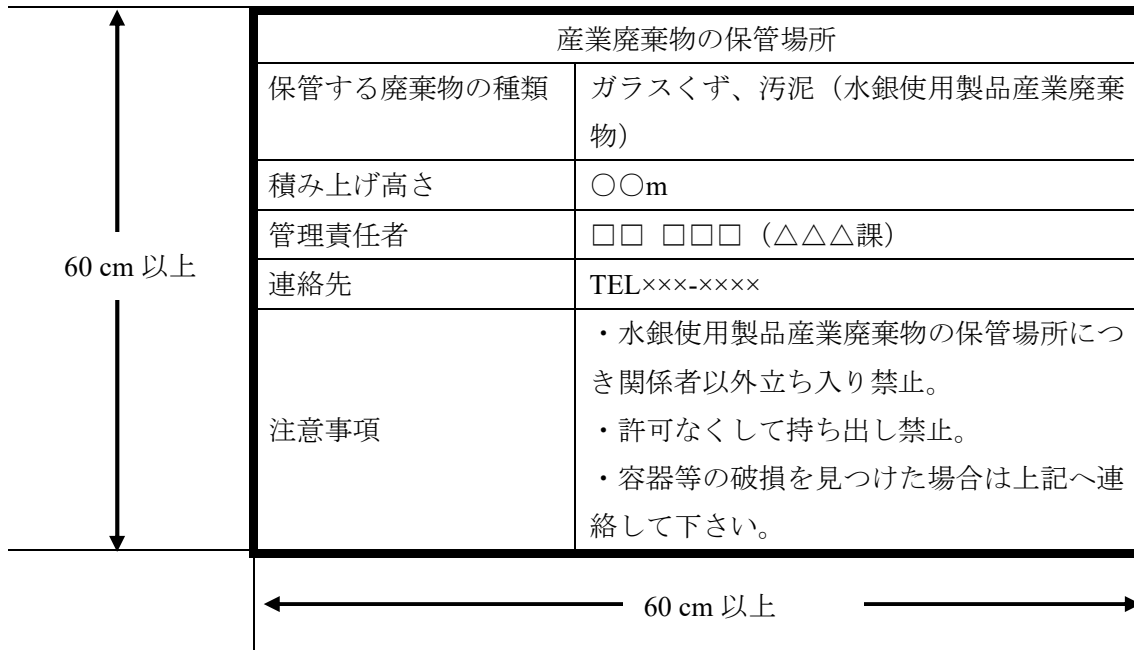 産業廃棄物の保管場所
保管する廃棄物の種類
ガラスくず、汚泥（水銀使用製品産業廃棄
物）
積み上げ高さ
○○m
管理責任者
□□ □□□（△△△課）
60 cm 以上
連絡先
TEL×××-××××
注意事項
・水銀使用製品産業廃棄物の保管場所につ
き関係者以外立ち入り禁止。
・許可なくして持ち出し禁止。
・容器等の破損を見つけた場合は上記へ連
絡して下さい。
60 cm 以上